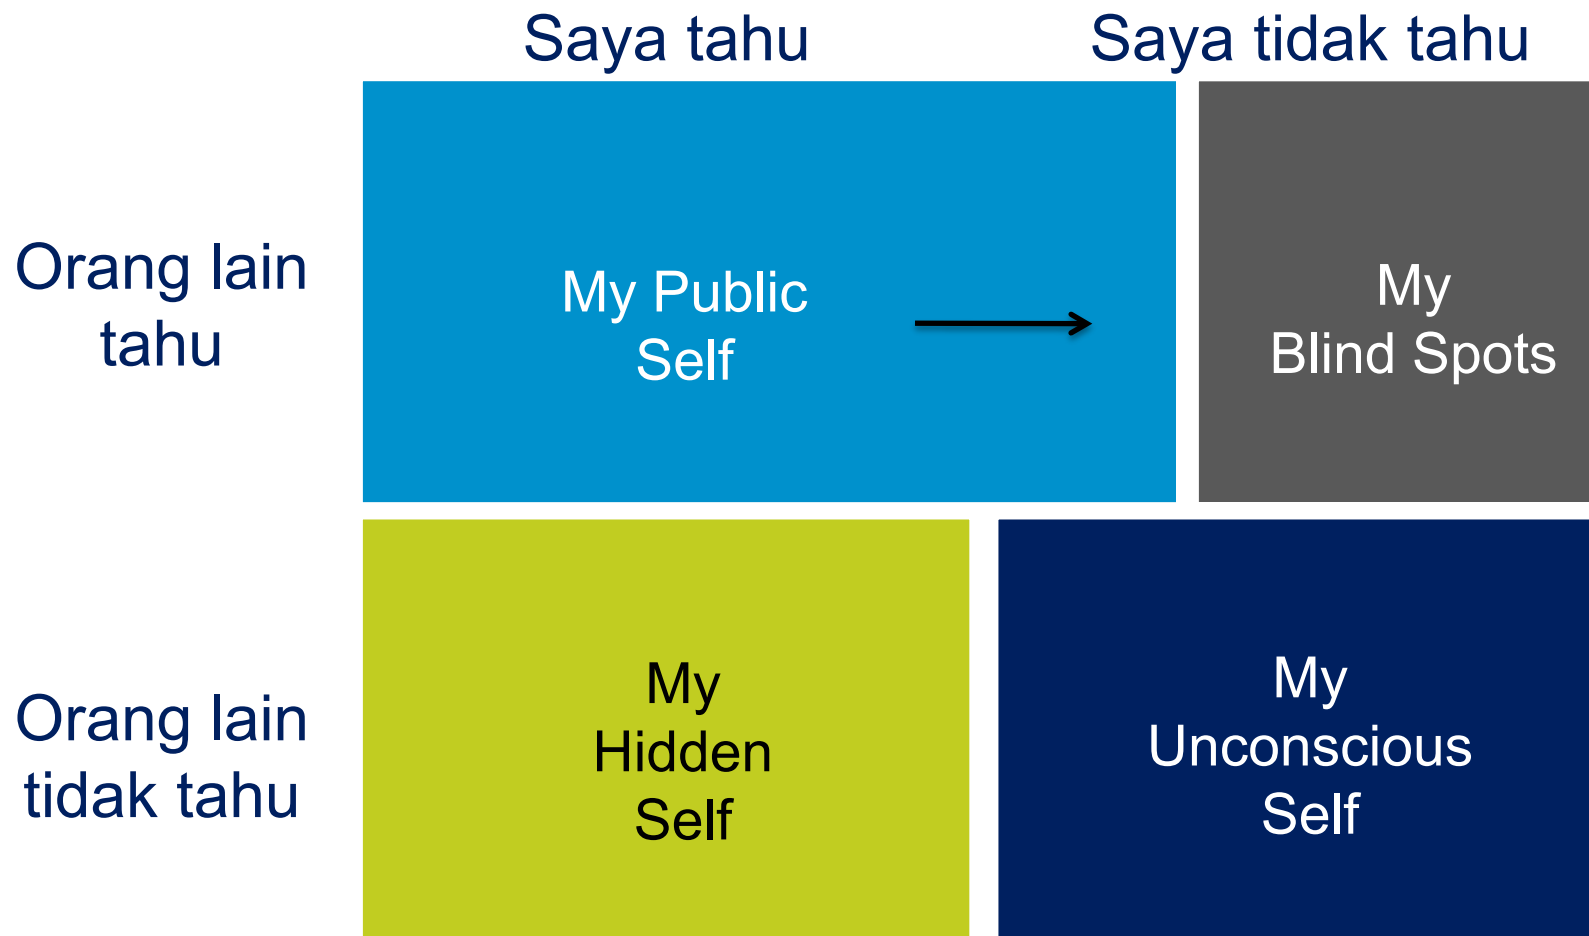 Saya tahu
Saya tidak tahu
Orang lain
tahu
My Public
Self
My
Blind Spots
Orang lain
tidak tahu
My
Hidden
Self
My
Unconscious
Self